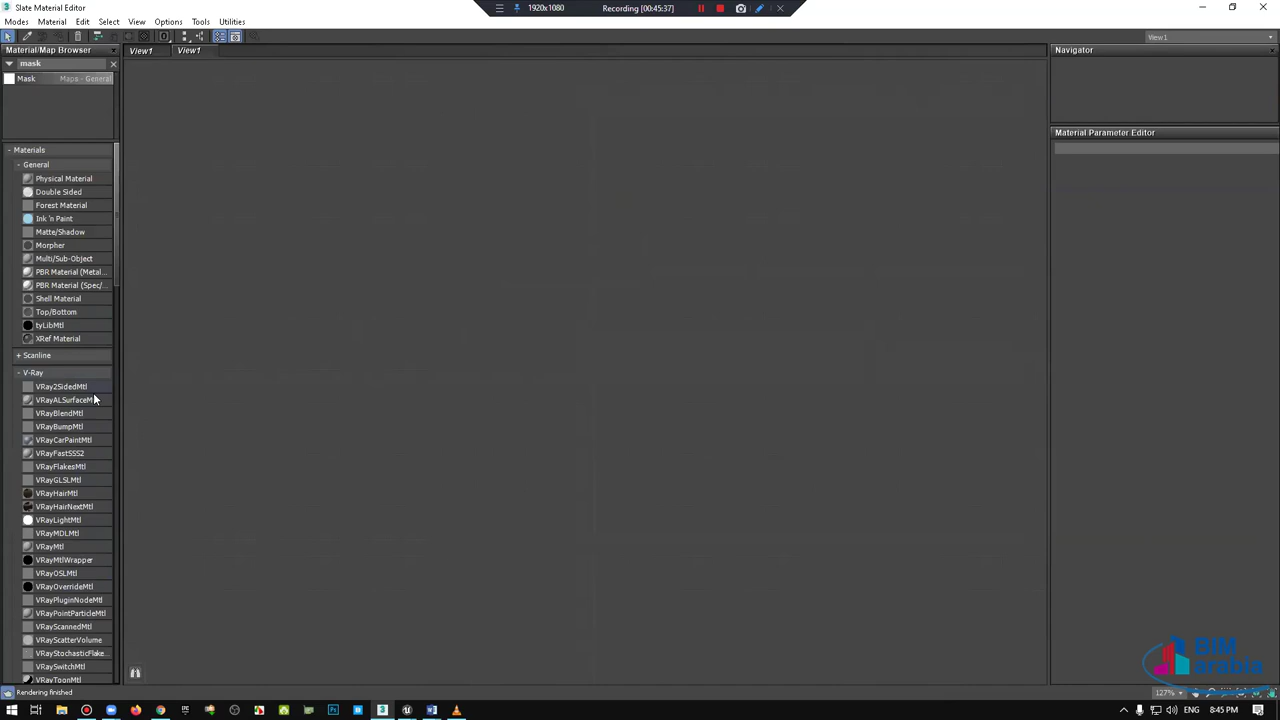 Slate Material Editor
1920x1080
Recording [00:45:37]
Modes Material Edit Select View Options Tools Utilities
View1
Material/Map Browser
View1 View1
Navigator
mask
Mask Maps - General
Material Parameter Editor
- Materials
- General
Physical Material
Double Sided
Forest Material
Ink 'n Paint
Matte/Shadow
Morpher
Multi/Sub-Object
PBR Material (Metal...
PBR Material (Spec/...
Shell Material
Top/Bottom
tyLibMtl
XRef Material
+ Scanline
- V-Ray
VRay2SidedMtl
VRayALSurfaceM
VRayBlendMtl
VRayBumpMtl
VRayCarPaintMtl
VRayFastSSS2
VRayFlakesMtl
VRayGLSLMtl
VRayHairMtl
VRayHairNextMtl
VRayLightMtl
VRayMDLMtl
VRayMtl
VRayMtlWrapper
VRayOSLMtl
VRayOverrideMtl
VRayPluginNodeMtl
VRayPointParticleMtl
VRayScannedMtl
VRayScatterVolume
VRayStochasticFlake...
VRaySwitchMtl
VRayToonMtl
BIM
arabia
Rendering finished
127%
ENG 8:45 PM